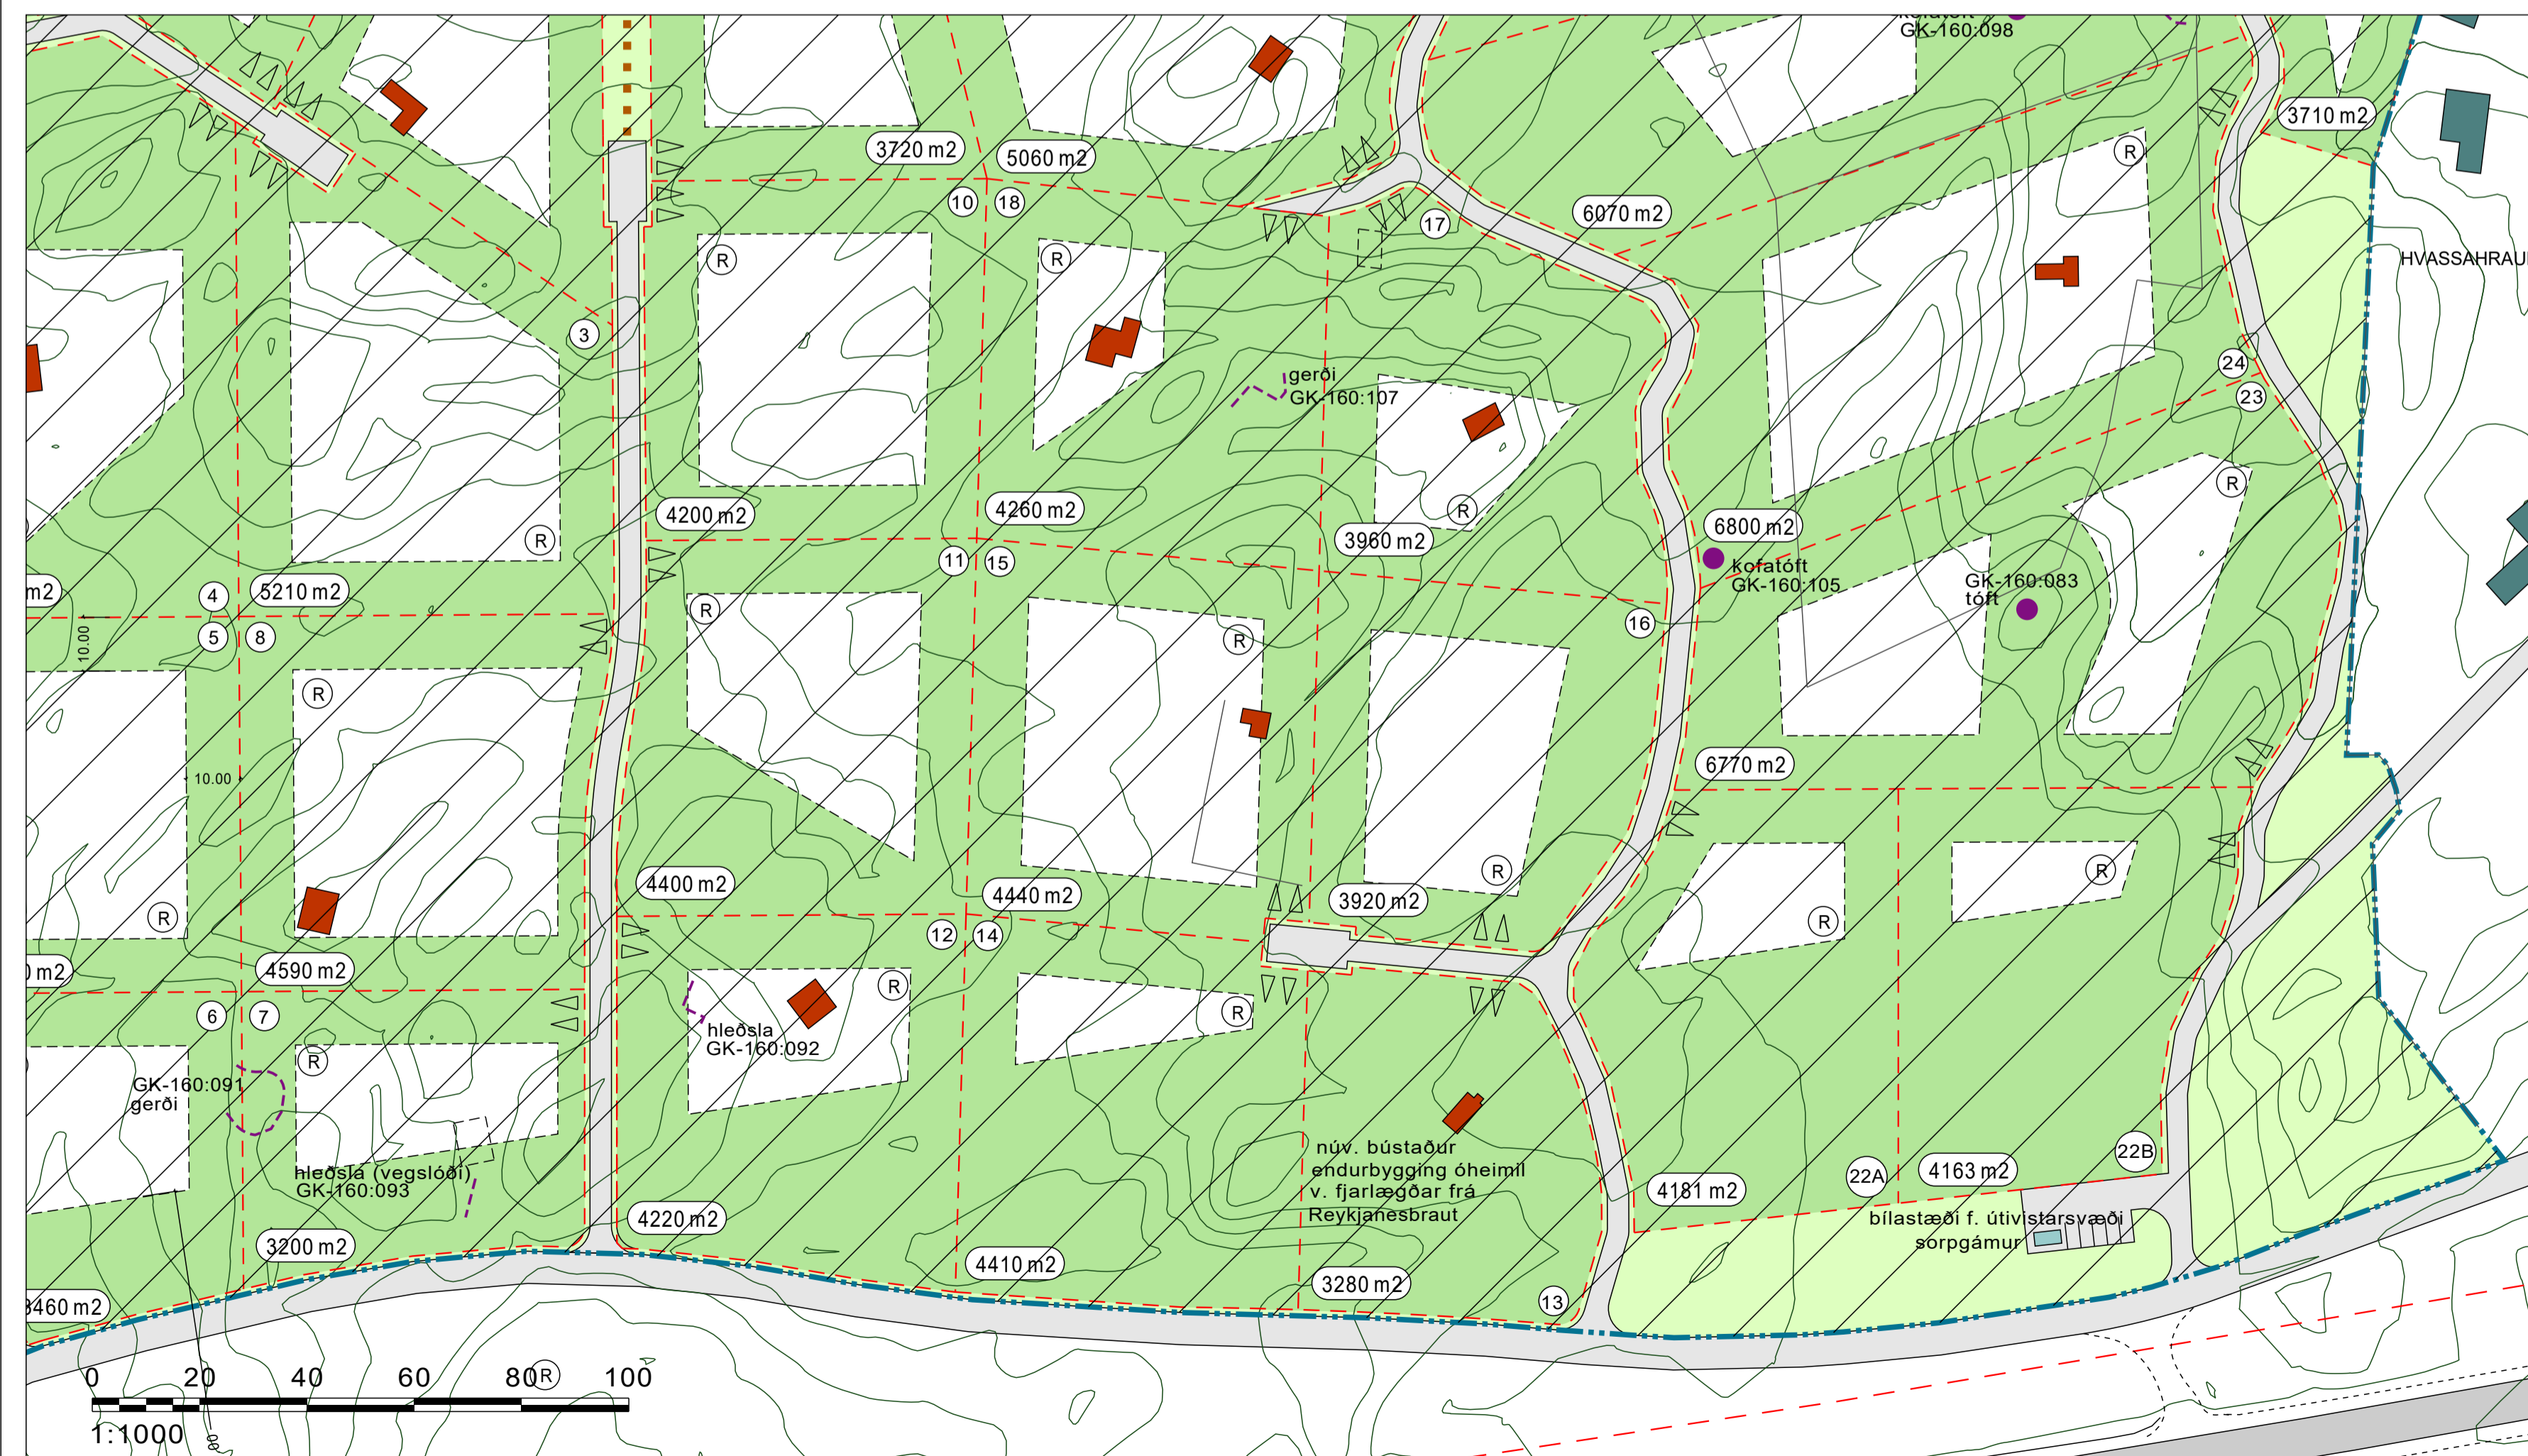 GK-160:098
3710 m2
3720 m2
5060 m2
R
10
18
17
6070 m2
R
R
HVASSAHRAU
3
24
gerði
GK-160:107
23
R
R
4200 m2
4260 m2
3960 m2
6800 m2
R
11
15
kofatóft
GK-160:105
GK-160:083
tóft
m2
4
5210 m2
R
16
5
8
R
10.00
R
6770 m2
10.00
R
R
4400 m2
4440 m2
3920 m2
R
R
12
14
m2
4590 m2
R
R
6
7
hleðsla
GK-160:092
R
GK-160:091
gerði
núv. bústaður
endurbygging óheimil
v. fjarlægðar frá
Reykjanesbraut
22B
hleðsla (vegslóði)
GK-160:093
4181 m2
22A
4163 m2
4220 m2
bílastæði f. útivistarsvæði
sorpgámur
3200 m2
4410 m2
3280 m2
13
3460 m2
0 20 40 60 80 100
R
1:1000